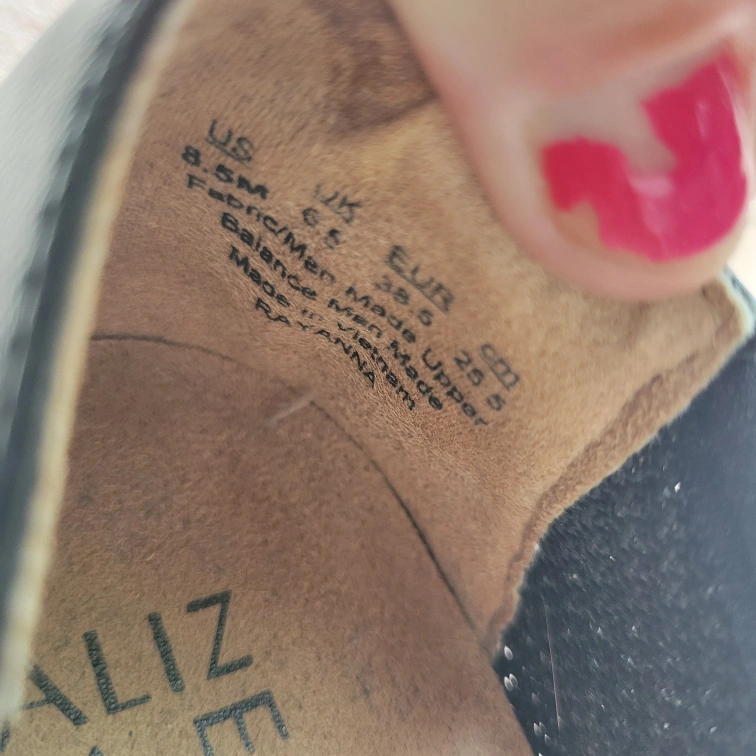 US UK EUR cm
8.5M 6.5 38.5 25.5
Fabric/Man Made Upper
Balance Man Made
Made in Vietnam
RAYANNA
ALIZ